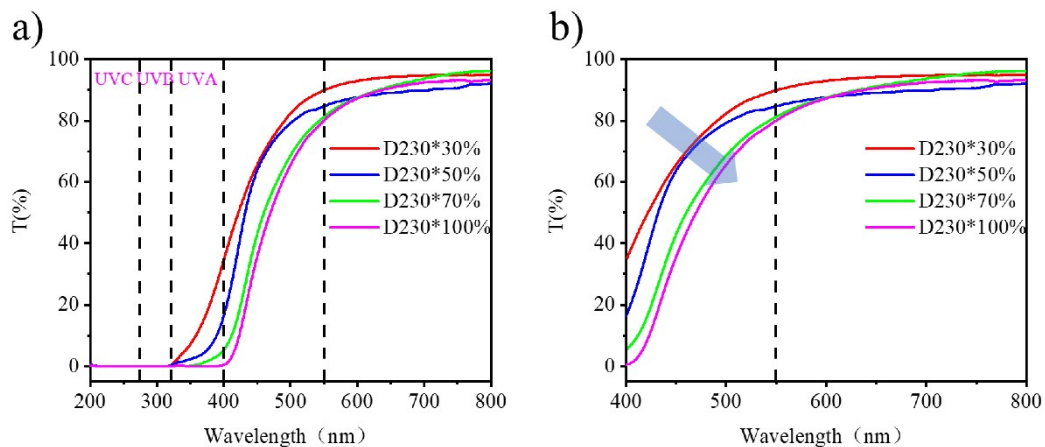 a)
100
80
60
40
20
0
T(%)
UVC UVB UVA
D230*30%
D230*50%
D230*70%
D230*100%
200 300 400 500 600 700 800
Wavelength（nm）
b)
100
80
60
40
20
0
T(%)
D230*30%
D230*50%
D230*70%
D230*100%
400 500 600 700 800
Wavelength（nm）